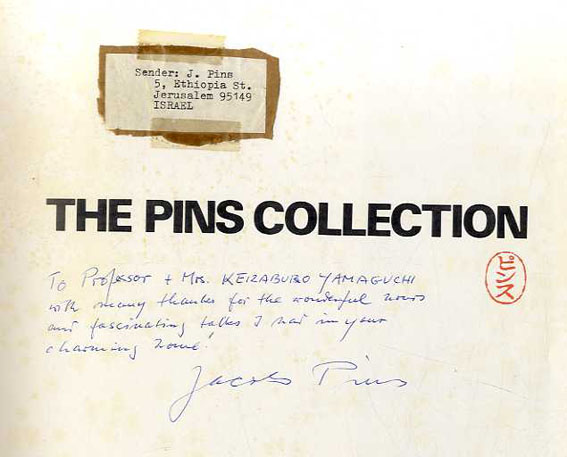 Sender: J. Pins
5, Ethiopia St.
Jerusalem 95149
ISRAEL
THE PINS COLLECTION
ピンス
To Professor + Mrs. KEIZABURO YAMAGUCHI
with many thanks for the wonderful hours
and fascinating talks I had in your
charming home!
Jacob Pins